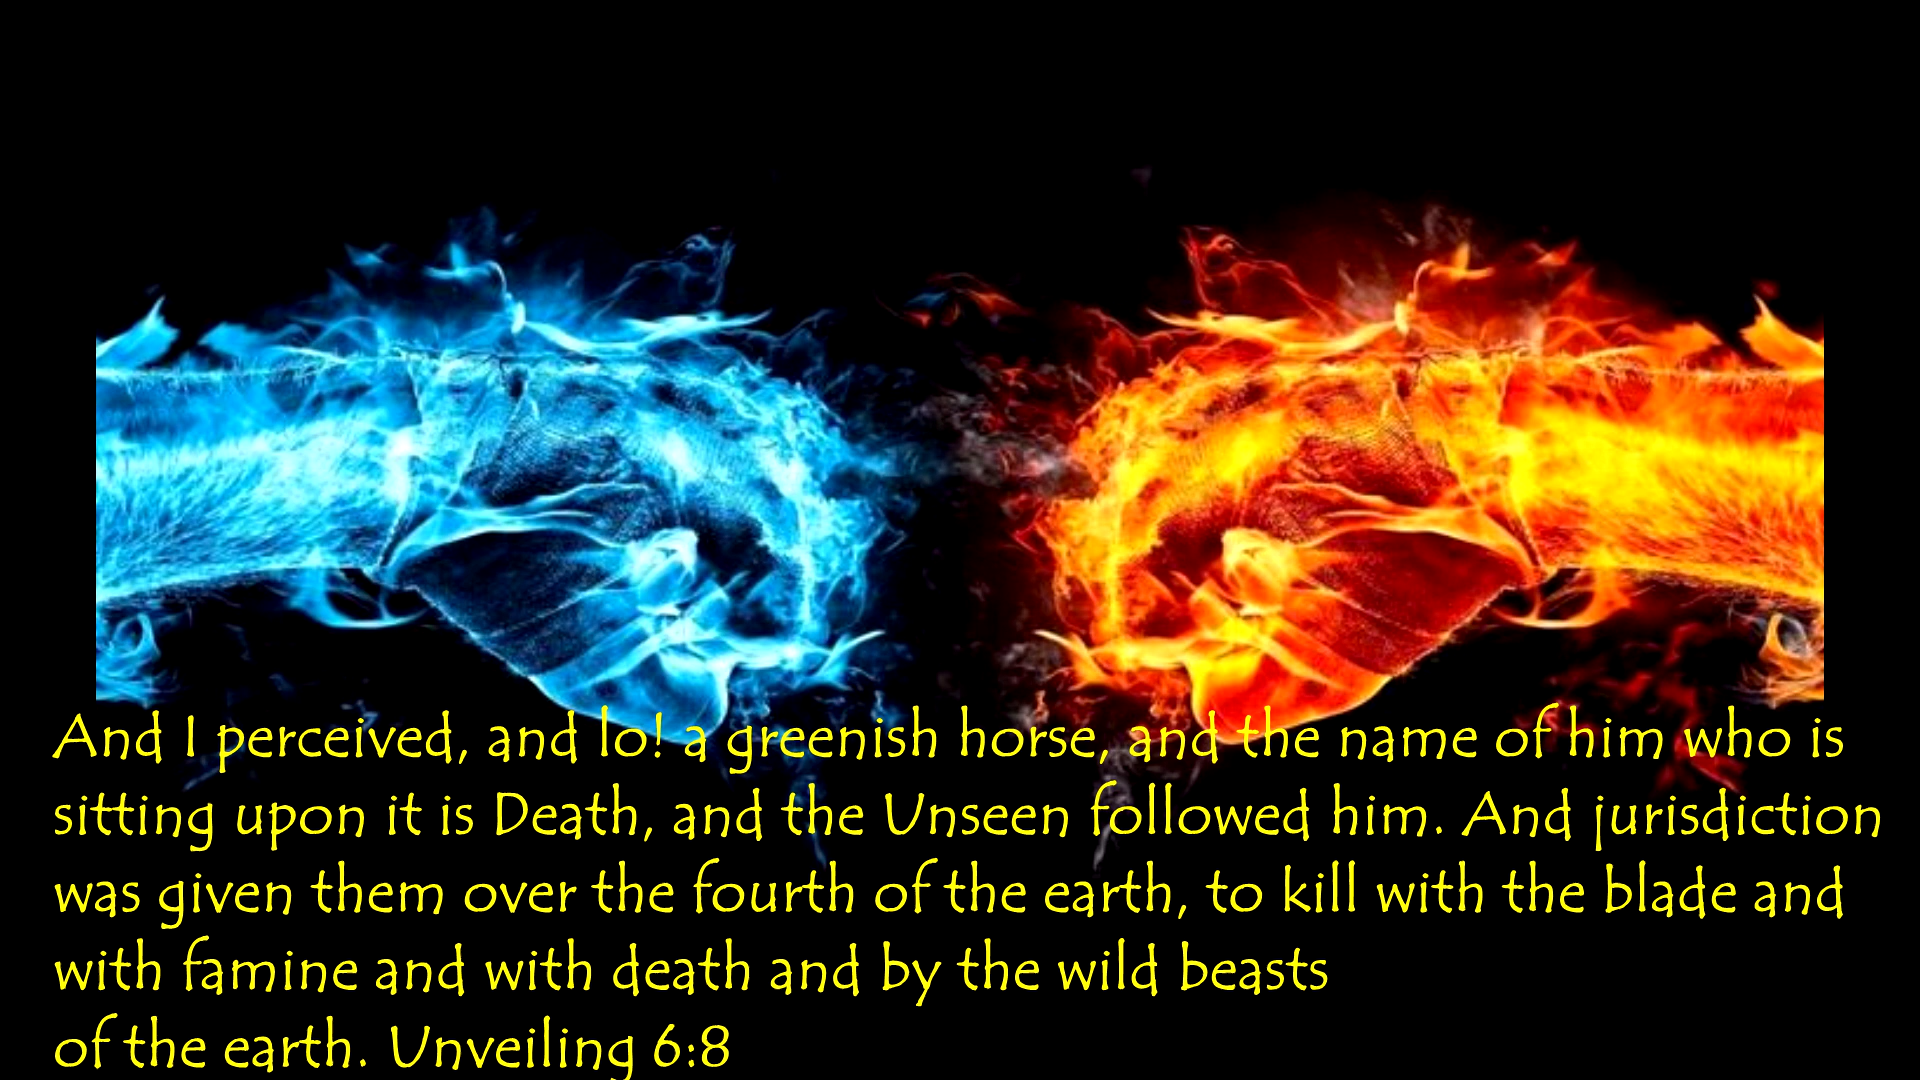 And I perceived, and lo! a greenish horse, and the name of him who is
sitting upon it is Death, and the Unseen followed him. And jurisdiction
was given them over the fourth of the earth, to kill with the blade and
with famine and with death and by the wild beasts
of the earth. Unveiling 6:8